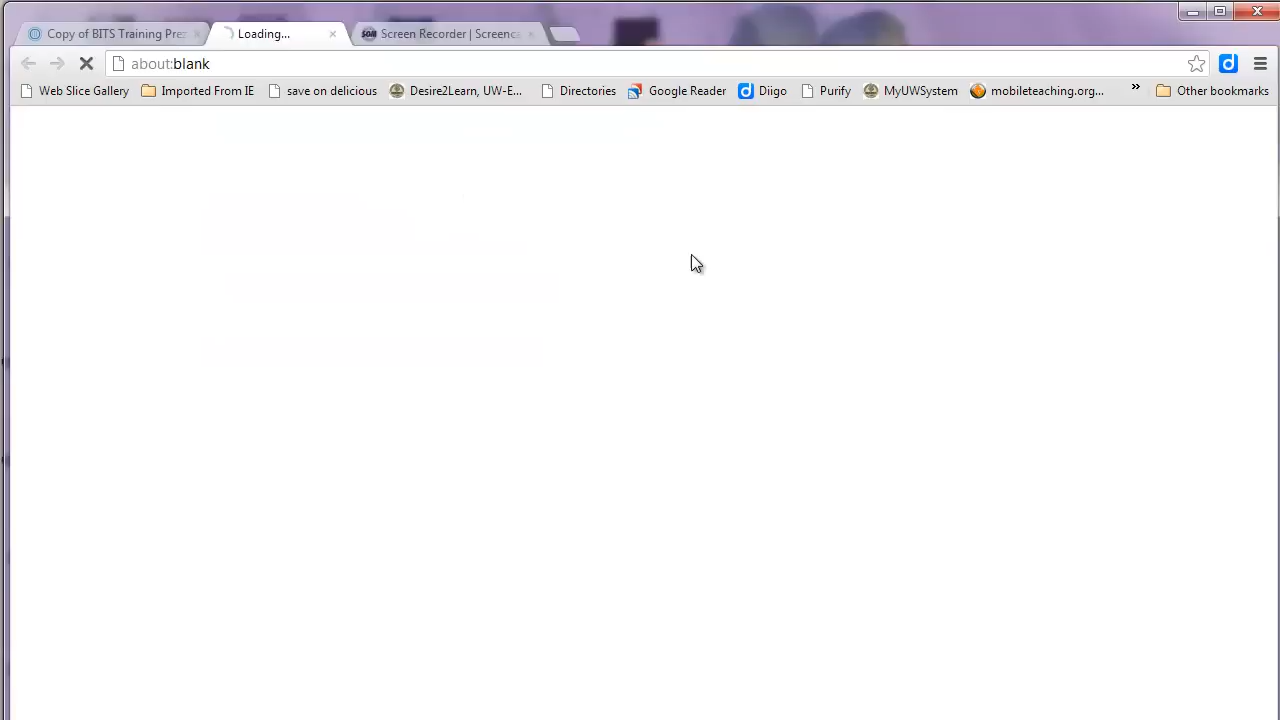 Copy of BITS Training Prez
Loading...
Screen Recorder | Screenca
about:blank
Web Slice Gallery
Imported From IE
save on delicious
Desire2Learn, UW-E...
Directories
Google Reader
d Diigo
Purify
MyUWSystem
mobileteaching.org...
»
Other bookmarks